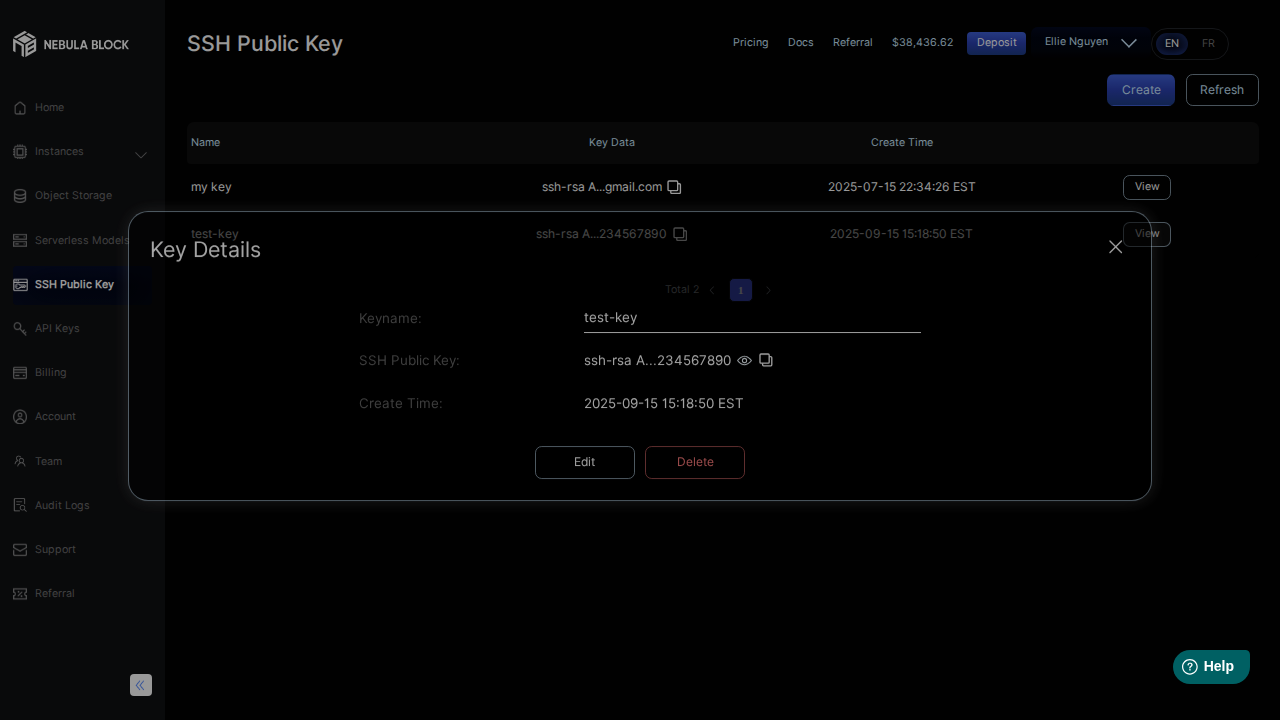 NEBULA BLOCK
SSH Public Key
Pricing
Docs
Referral
$38,436.62
Deposit
Ellie Nguyen
EN
FR
Home
Instances
Object Storage
Serverless Models
SSH Public Key
API Keys
Billing
Account
Team
Audit Logs
Support
Referral
Create
Refresh
Name
Key Data
Create Time
my key
ssh-rsa A...gmail.com
2025-07-15 22:34:26 EST
View
test-key
ssh-rsa A...234567890
2025-09-15 15:18:50 EST
View
Total 2
1
Key Details
Keyname:
test-key
SSH Public Key:
ssh-rsa A...234567890
Create Time:
2025-09-15 15:18:50 EST
Edit
Delete
Help